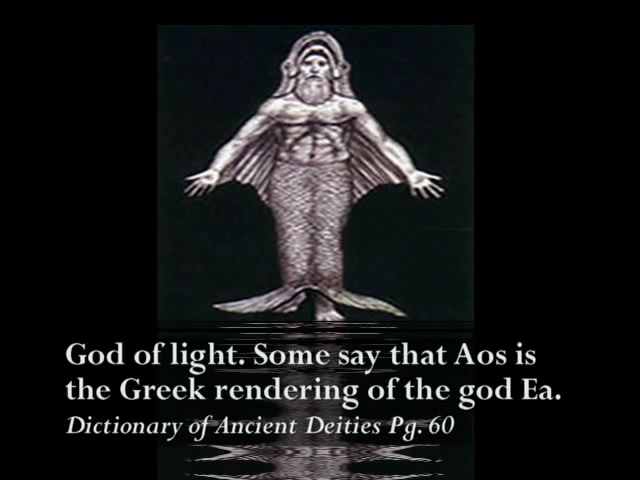 God of light. Some say that Aos is
the Greek rendering of the god Ea.
Dictionary of Ancient Deities Pg. 60